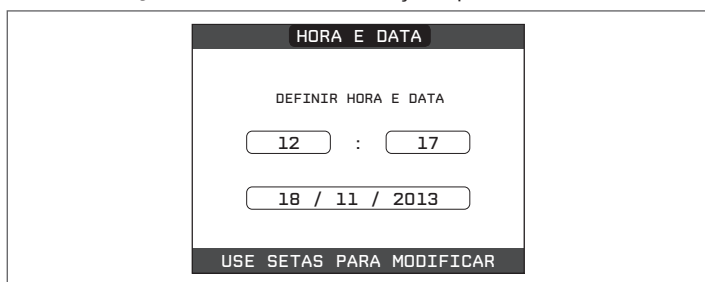 HORA E DATA
DEFINIR HORA E DATA
12 : 17
18 / 11 / 2013
USE SETAS PARA MODIFICAR